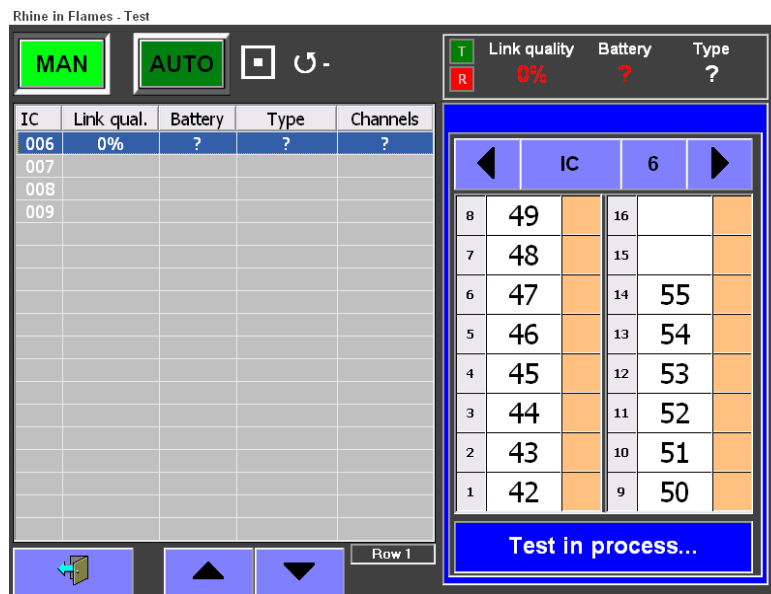 Rhine in Flames - Test
MAN AUTO -
T Link quality Battery Type
R 0% ? ?
IC Link qual. Battery Type Channels
006 0% ? ? ?
007
008
009
IC 6
8 49 16
7 48 15
6 47 14 55
5 46 13 54
4 45 12 53
3 44 11 52
2 43 10 51
1 42 9 50
Row 1
Test in process...